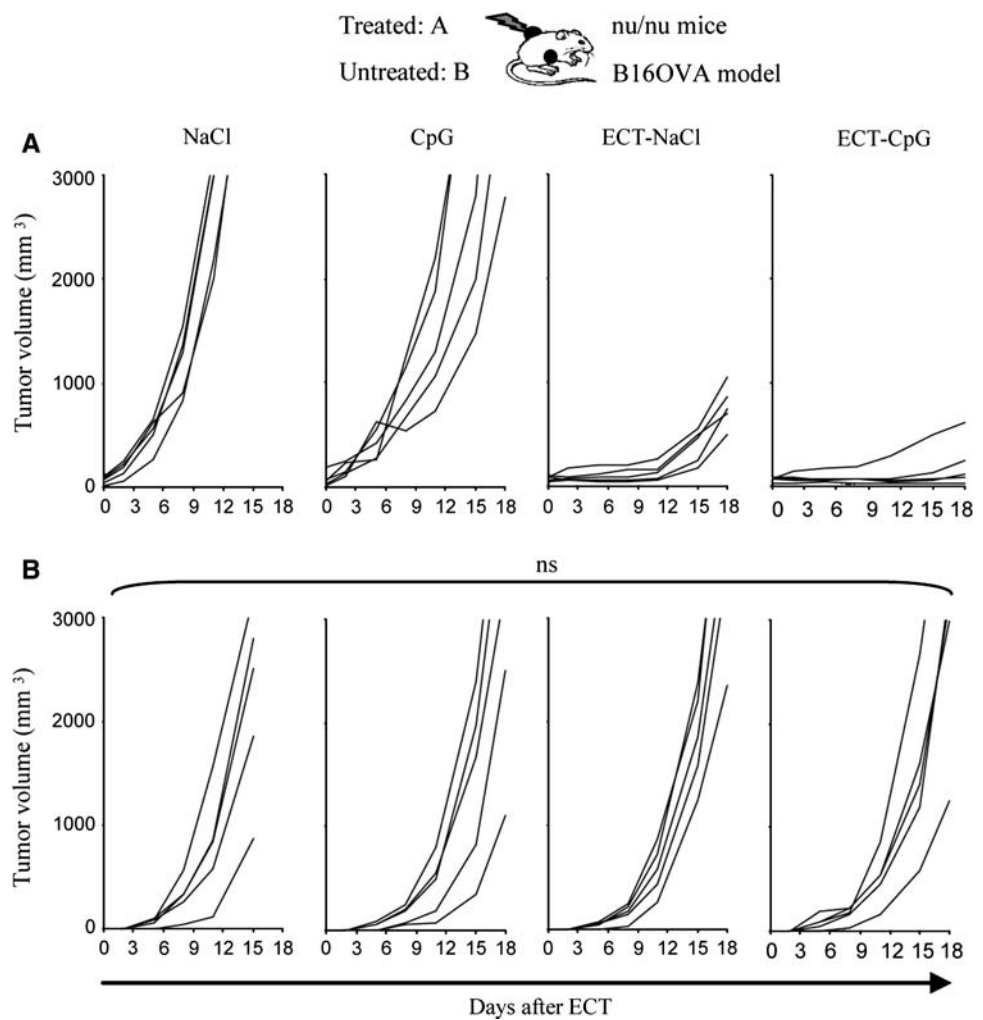 Treated: A nu/nu mice
Untreated: B B16OVA model
A
NaCl CpG ECT-NaCl ECT-CpG
Tumor volume (mm 3)
3000
2000
1000
0
0 3 6 9 12 15 18 0 3 6 9 12 15 18 0 3 6 9 12 15 18 0 3 6 9 12 15 18
B
ns
Tumor volume (mm 3)
3000
2000
1000
0
0 3 6 9 12 15 18 0 3 6 9 12 15 18 0 3 6 9 12 15 18 0 3 6 9 12 15 18
Days after ECT